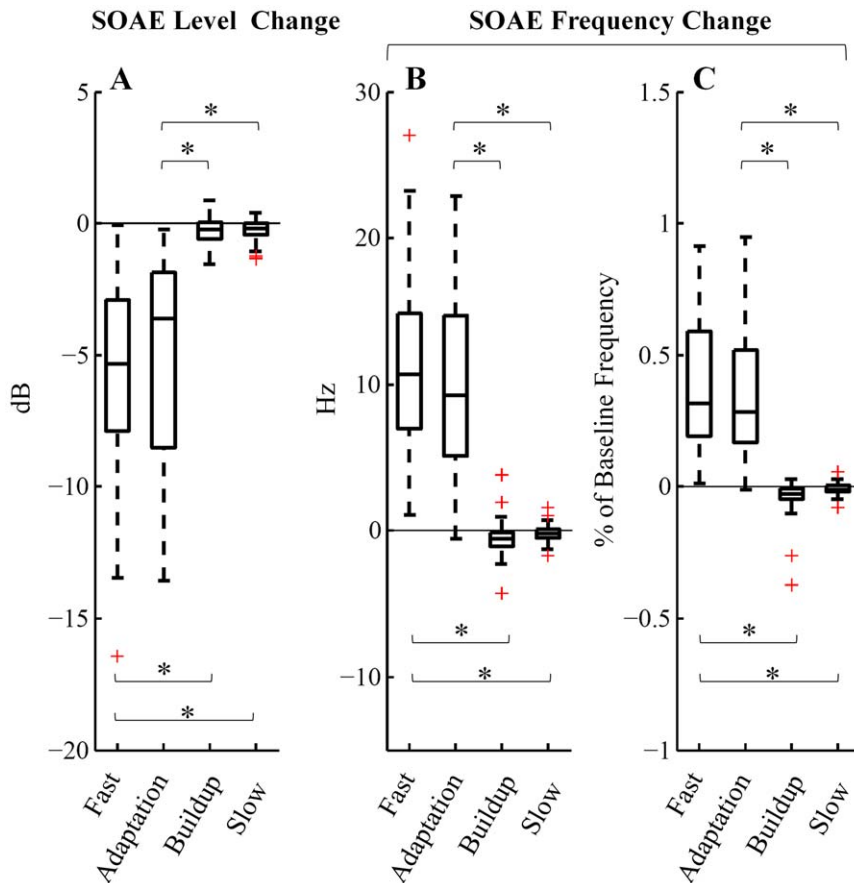 SOAE Level Change SOAE Frequency Change
A B C
5
0
−5
−10
−15
−20
dB
Fast
Adaptation
Buildup
Slow
* *
* *
30
20
10
0
−10
Hz
Fast
Adaptation
Buildup
Slow
* *
* *
1.5
1
0.5
0
−0.5
−1
% of Baseline Frequency
Fast
Adaptation
Buildup
Slow
* *
* *